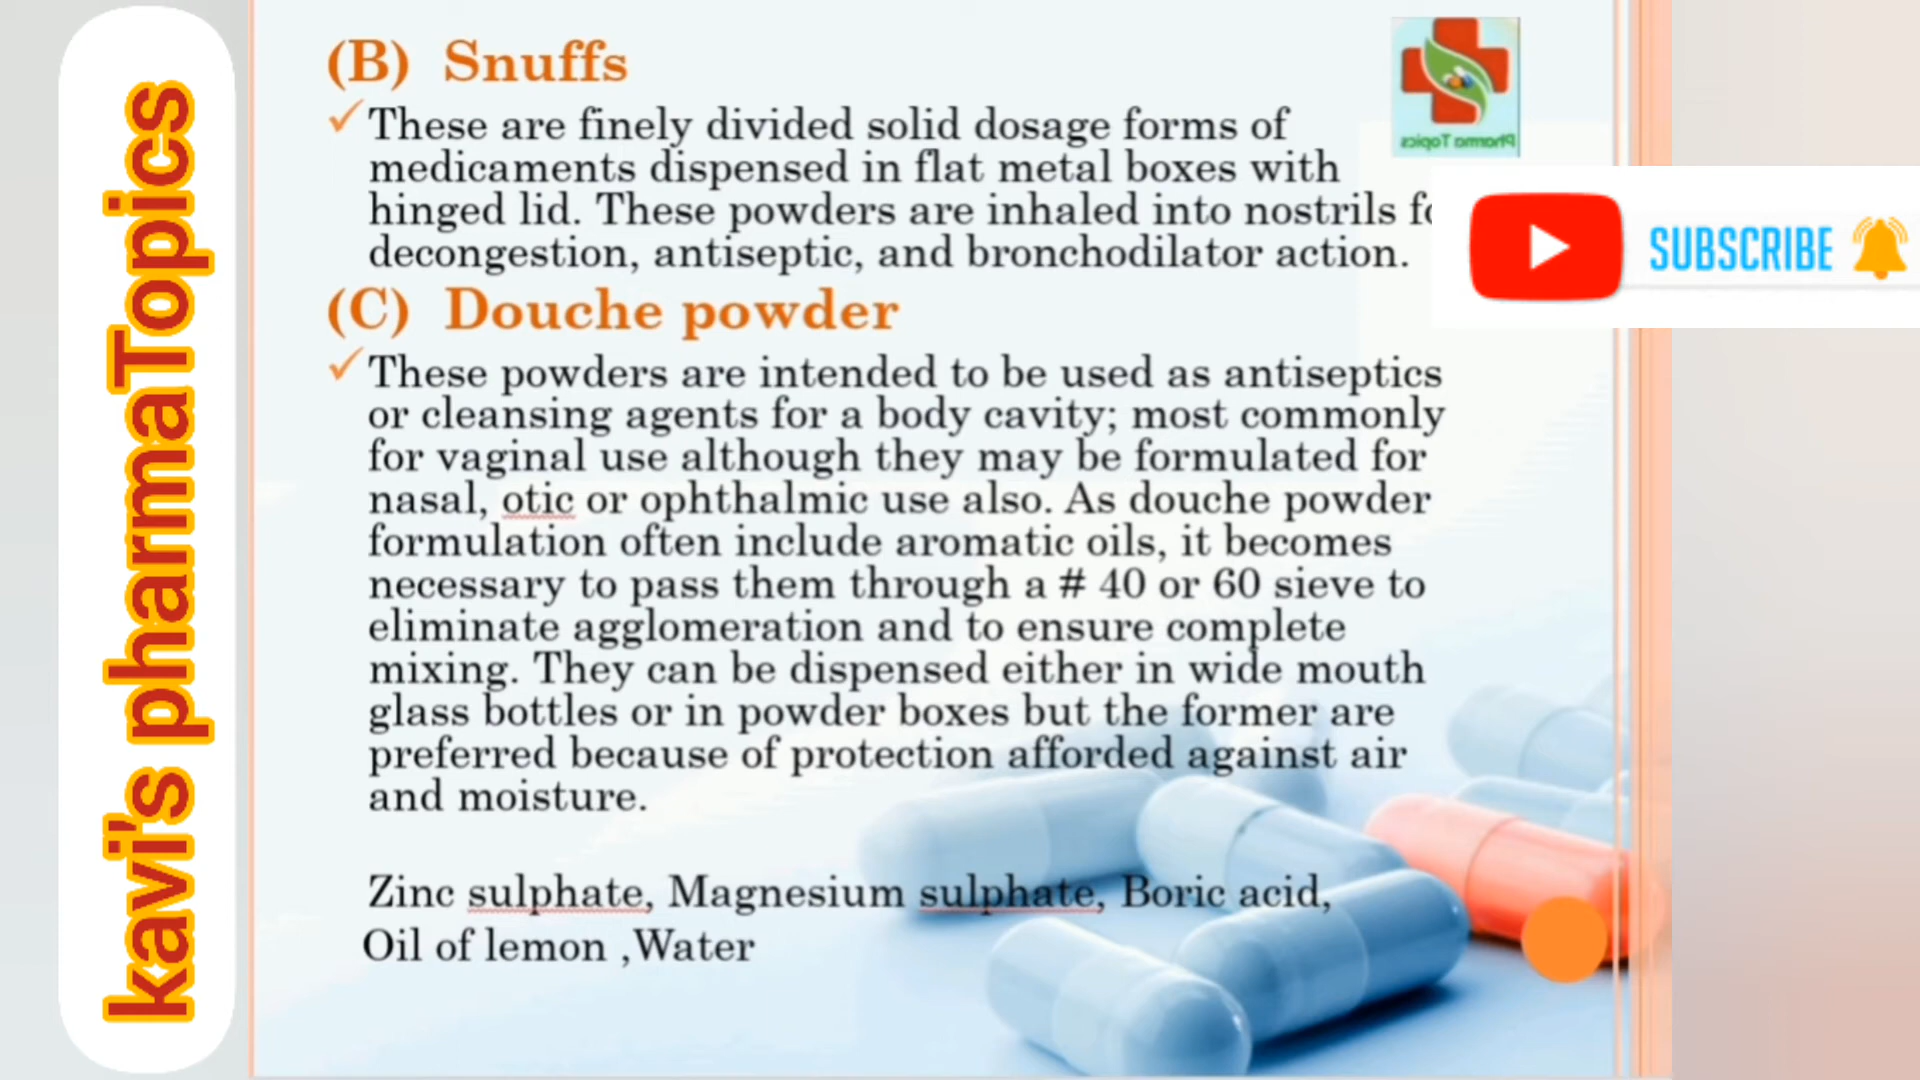 kavi's pharmaTopics
(B) Snuffs
✓These are finely divided solid dosage forms of
medicaments dispensed in flat metal boxes with
hinged lid. These powders are inhaled into nostrils
decongestion, antiseptic, and bronchodilator action.
(C) Douche powder
✓These powders are intended to be used as antiseptics
or cleansing agents for a body cavity; most commonly
for vaginal use although they may be formulated for
nasal, otic or ophthalmic use also. As douche powder
formulation often include aromatic oils, it becomes
necessary to pass them through a # 40 or 60 sieve to
eliminate agglomeration and to ensure complete
mixing. They can be dispensed either in wide mouth
glass bottles or in powder boxes but the former are
preferred because of protection afforded against air
and moisture.
Zinc sulphate, Magnesium sulphate, Boric acid,
Oil of lemon ,Water
Pharma Topics
SUBSCRIBE